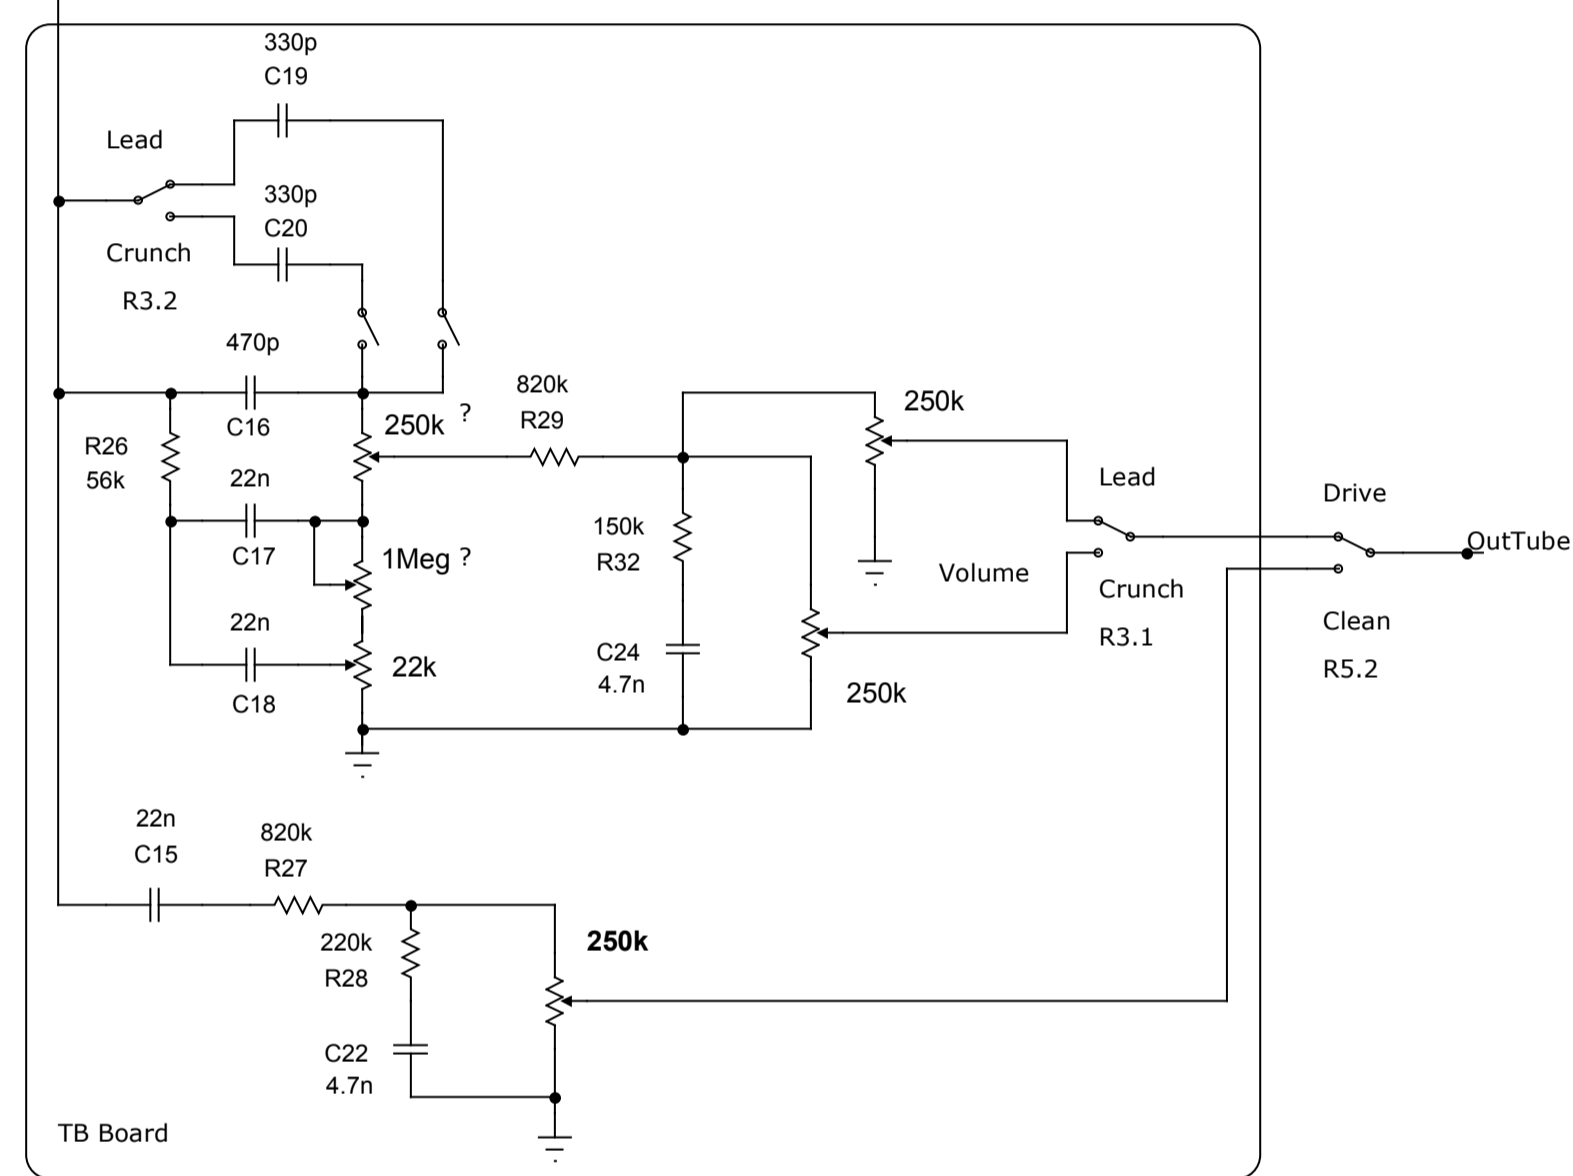 330p
C19
Lead
330p
C20
Crunch
R3.2
470p
C16
250k ?
820k
R29
250k
R26
56k
22n
C17
1Meg ?
150k
R32
Lead
Drive
OutTube
Volume
Crunch
R3.1
Clean
R5.2
22n
C18
22k
C24
4.7n
250k
22n
C15
820k
R27
220k
R28
250k
C22
4.7n
TB Board